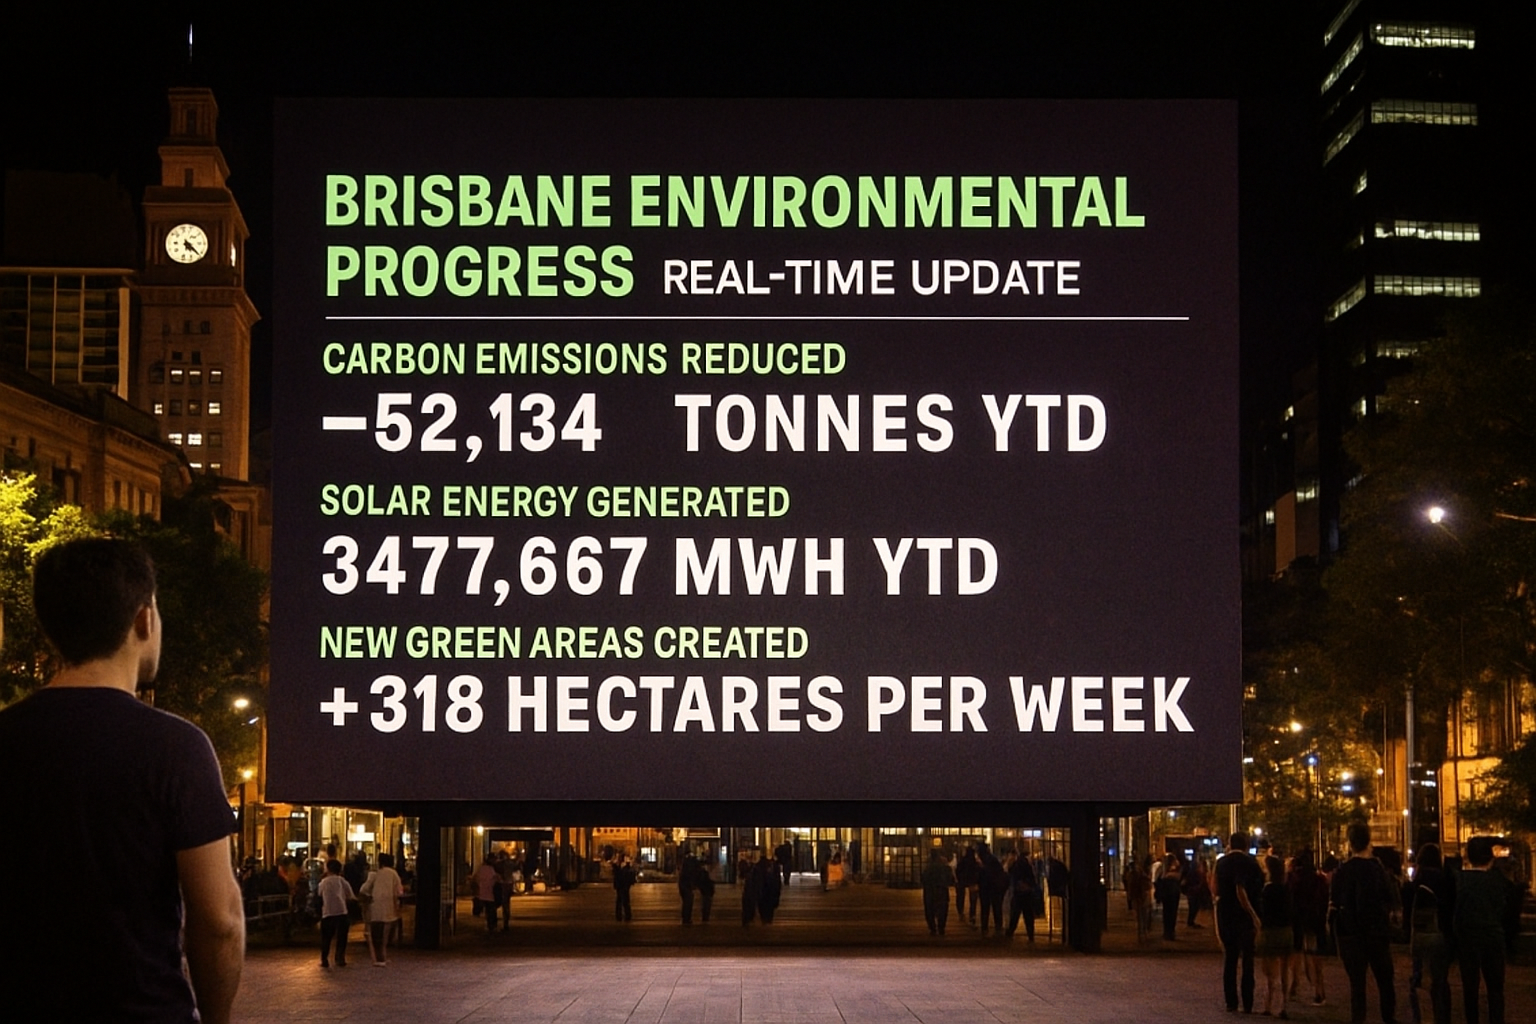 BRISBANE ENVIRONMENTAL
PROGRESS REAL-TIME UPDATE
CARBON EMISSIONS REDUCED
–52,134 TONNES YTD
SOLAR ENERGY GENERATED
3477,667 MWH YTD
NEW GREEN AREAS CREATED
+318 HECTARES PER WEEK